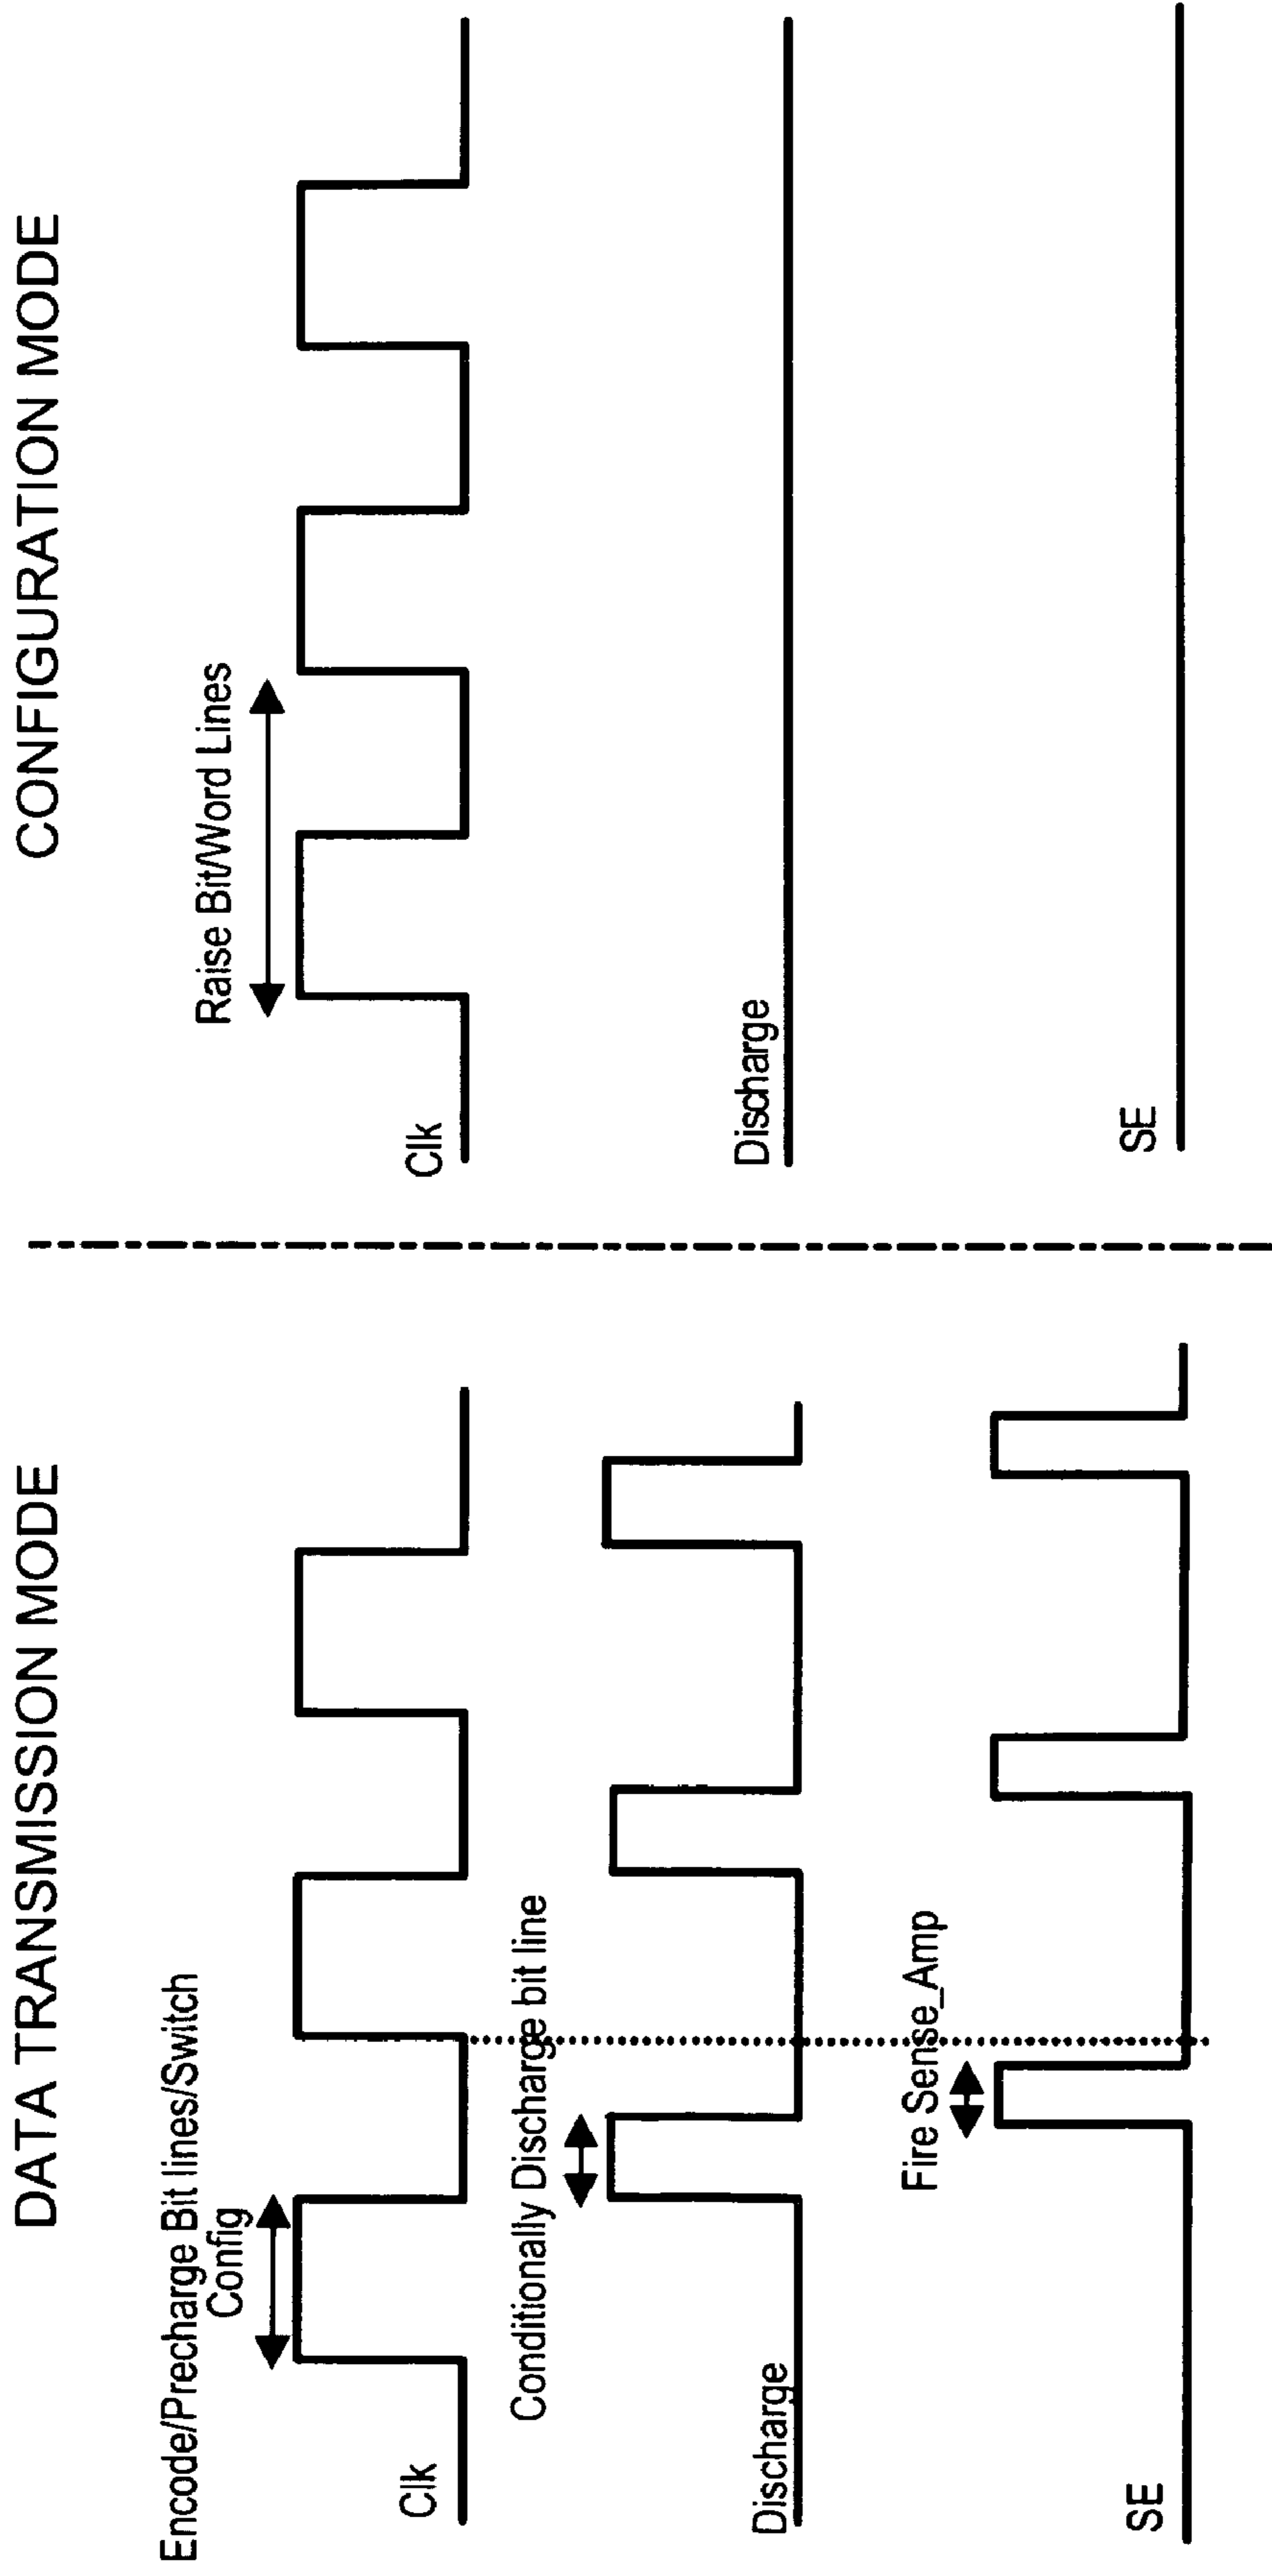 DATA TRANSMISSION MODE
Encode/Precharge Bit lines/Switch
Config
Clk
Conditionally Discharge bit line
Discharge
Fire Sense_Amp
SE
CONFIGURATION MODE
Raise Bit/Word Lines
Clk
Discharge
SE